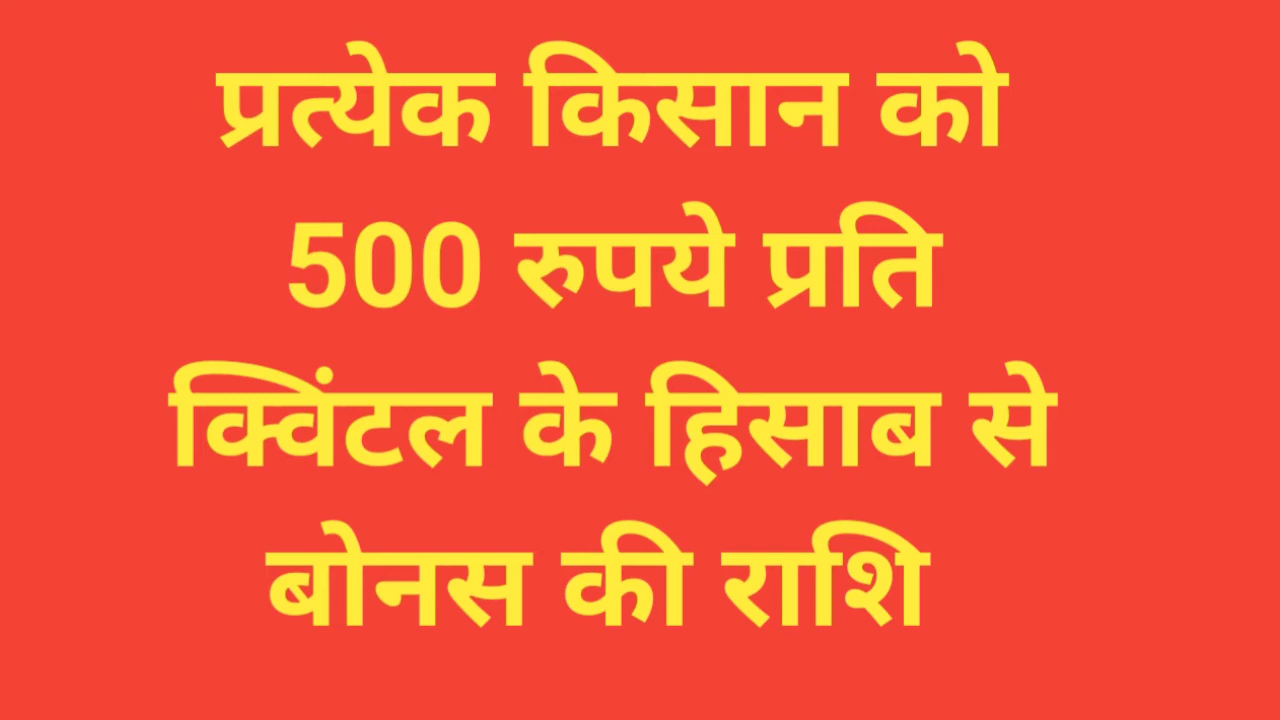 प्रत्येक किसान को
500 रुपये प्रति
क्विंटल के हिसाब से
बोनस की राशि